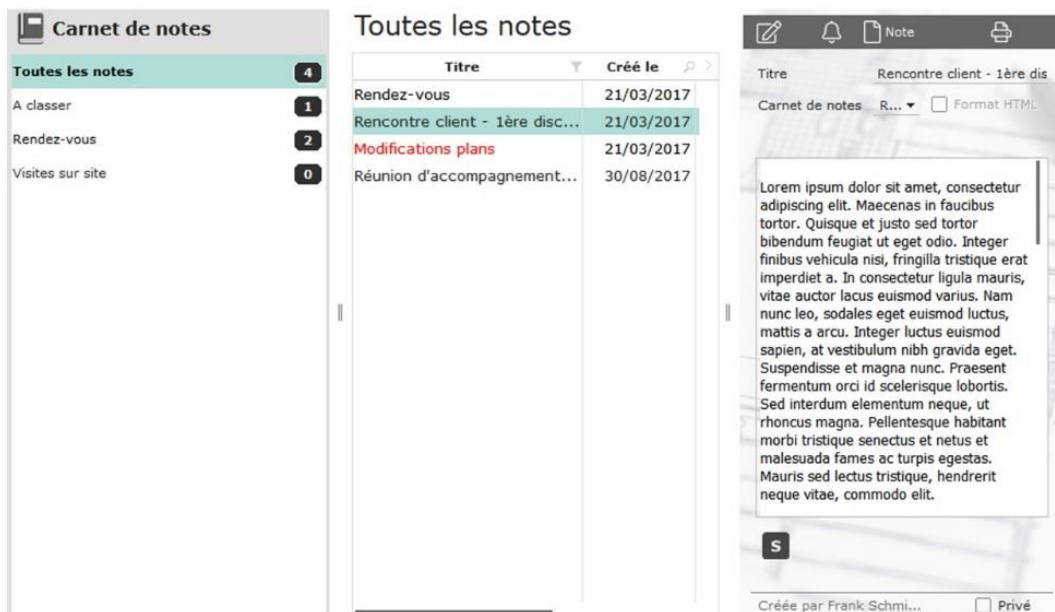 Carnet de notes
Toutes les notes 4
A classer 1
Rendez-vous 2
Visites sur site 0
Toutes les notes
Titre Créé le
Rendez-vous 21/03/2017
Rencontre client - 1ère disc... 21/03/2017
Modifications plans 21/03/2017
Réunion d'accompagnement... 30/08/2017
Note
Titre Rencontre client - 1ère dis
Carnet de notes R... Format HTML
Lorem ipsum dolor sit amet, consectetur
adipiscing elit. Maecenas in faucibus
tortor. Quisque et justo sed tortor
bibendum feugiat ut eget odio. Integer
finibus vehicula nisi, fringilla tristique erat
imperdiet a. In consectetur ligula mauris,
vitae auctor lacus euismod varius. Nam
nunc leo, sodales eget euismod luctus,
mattis a arcu. Integer luctus euismod
sapien, at vestibulum nibh gravida eget.
Suspendisse et magna nunc. Praesent
fermentum orci id scelerisque lobortis.
Sed interdum elementum neque, ut
rhoncus magna. Pellentesque habitant
morbi tristique senectus et netus et
malesuada fames ac turpis egestas.
Mauris sed lectus tristique, hendrerit
neque vitae, commodo elit.
S
Créée par Frank Schmi... Privé